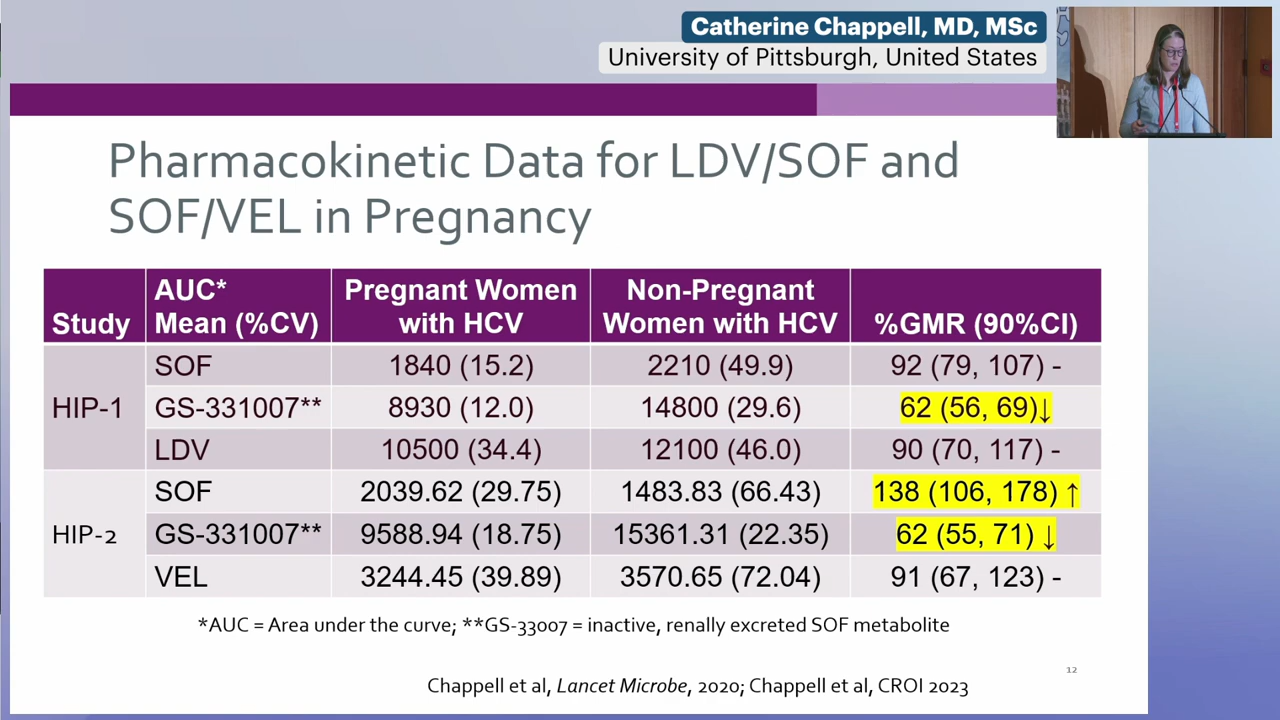 Catherine Chappell, MD, MSc
University of Pittsburgh, United States
Pharmacokinetic Data for LDV/SOF and
SOF/VEL in Pregnancy
Study AUC* Mean (%CV) Pregnant Women with HCV Non-Pregnant Women with HCV %GMR (90%CI)
HIP-1 SOF 1840 (15.2) 2210 (49.9) 92 (79, 107) -
GS-331007** 8930 (12.0) 14800 (29.6) 62 (56, 69)↓
LDV 10500 (34.4) 12100 (46.0) 90 (70, 117) -
HIP-2 SOF 2039.62 (29.75) 1483.83 (66.43) 138 (106, 178) ↑
GS-331007** 9588.94 (18.75) 15361.31 (22.35) 62 (55, 71) ↓
VEL 3244.45 (39.89) 3570.65 (72.04) 91 (67, 123) -
*AUC = Area under the curve; **GS-33007 = inactive, renally excreted SOF metabolite
12
Chappell et al, Lancet Microbe, 2020; Chappell et al, CROI 2023